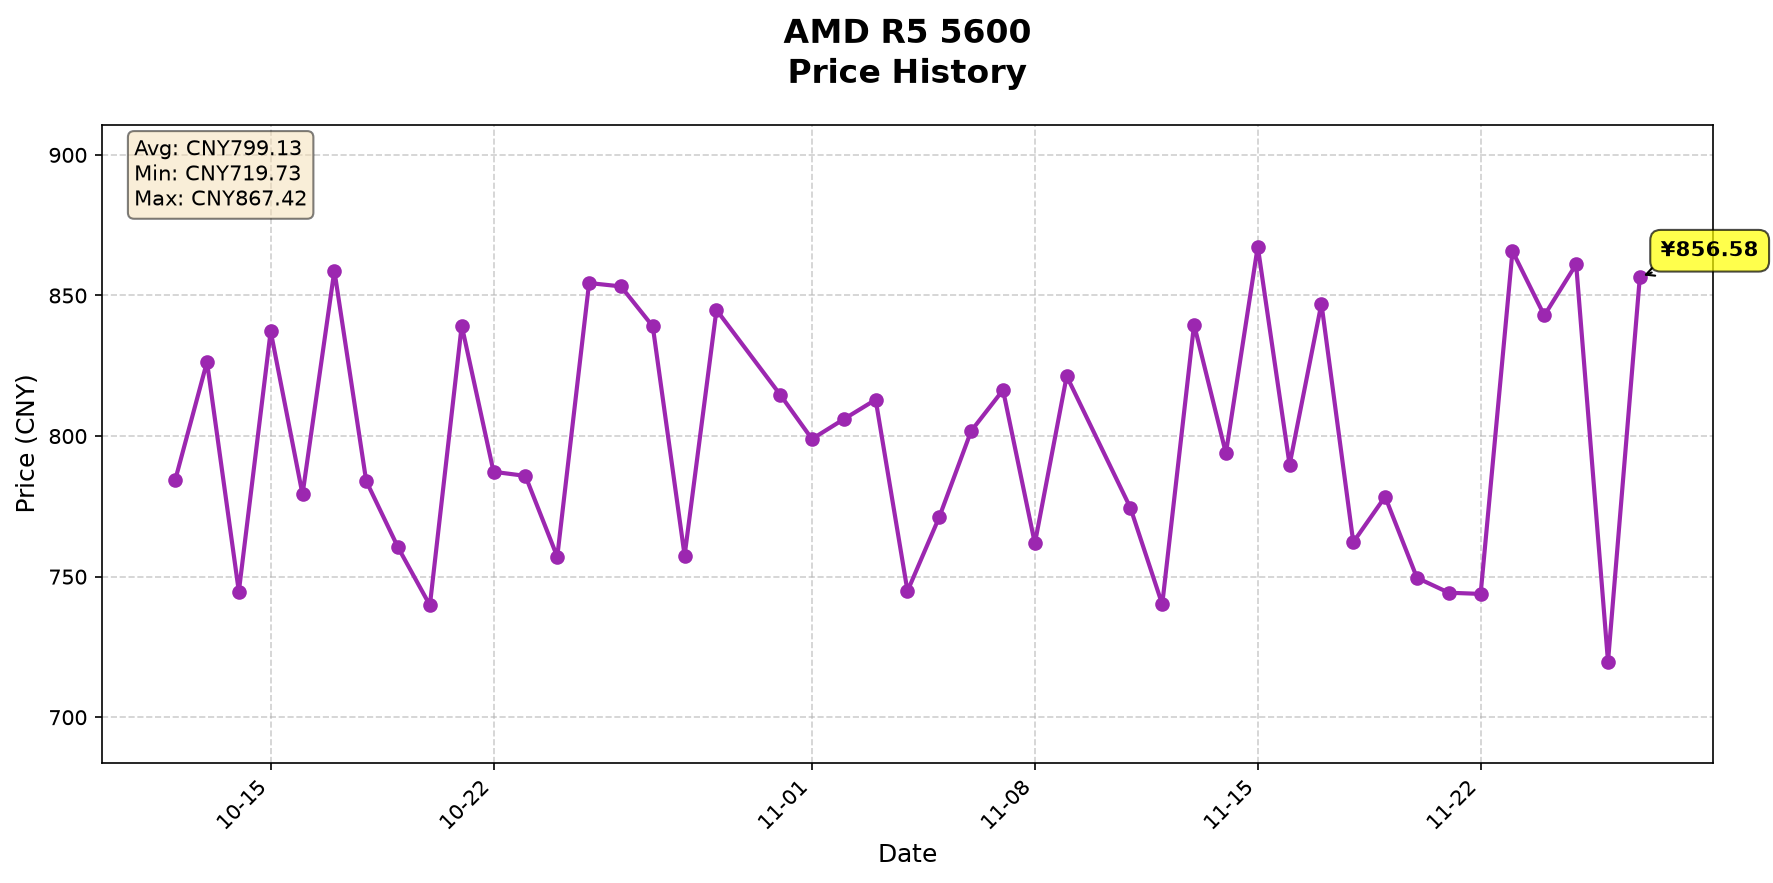 AMD R5 5600
Price History
Avg: CNY799.13
Min: CNY719.73
Max: CNY867.42
¥856.58
Price (CNY)
900
850
800
750
700
10-15
10-22
11-01
11-08
11-15
11-22
Date